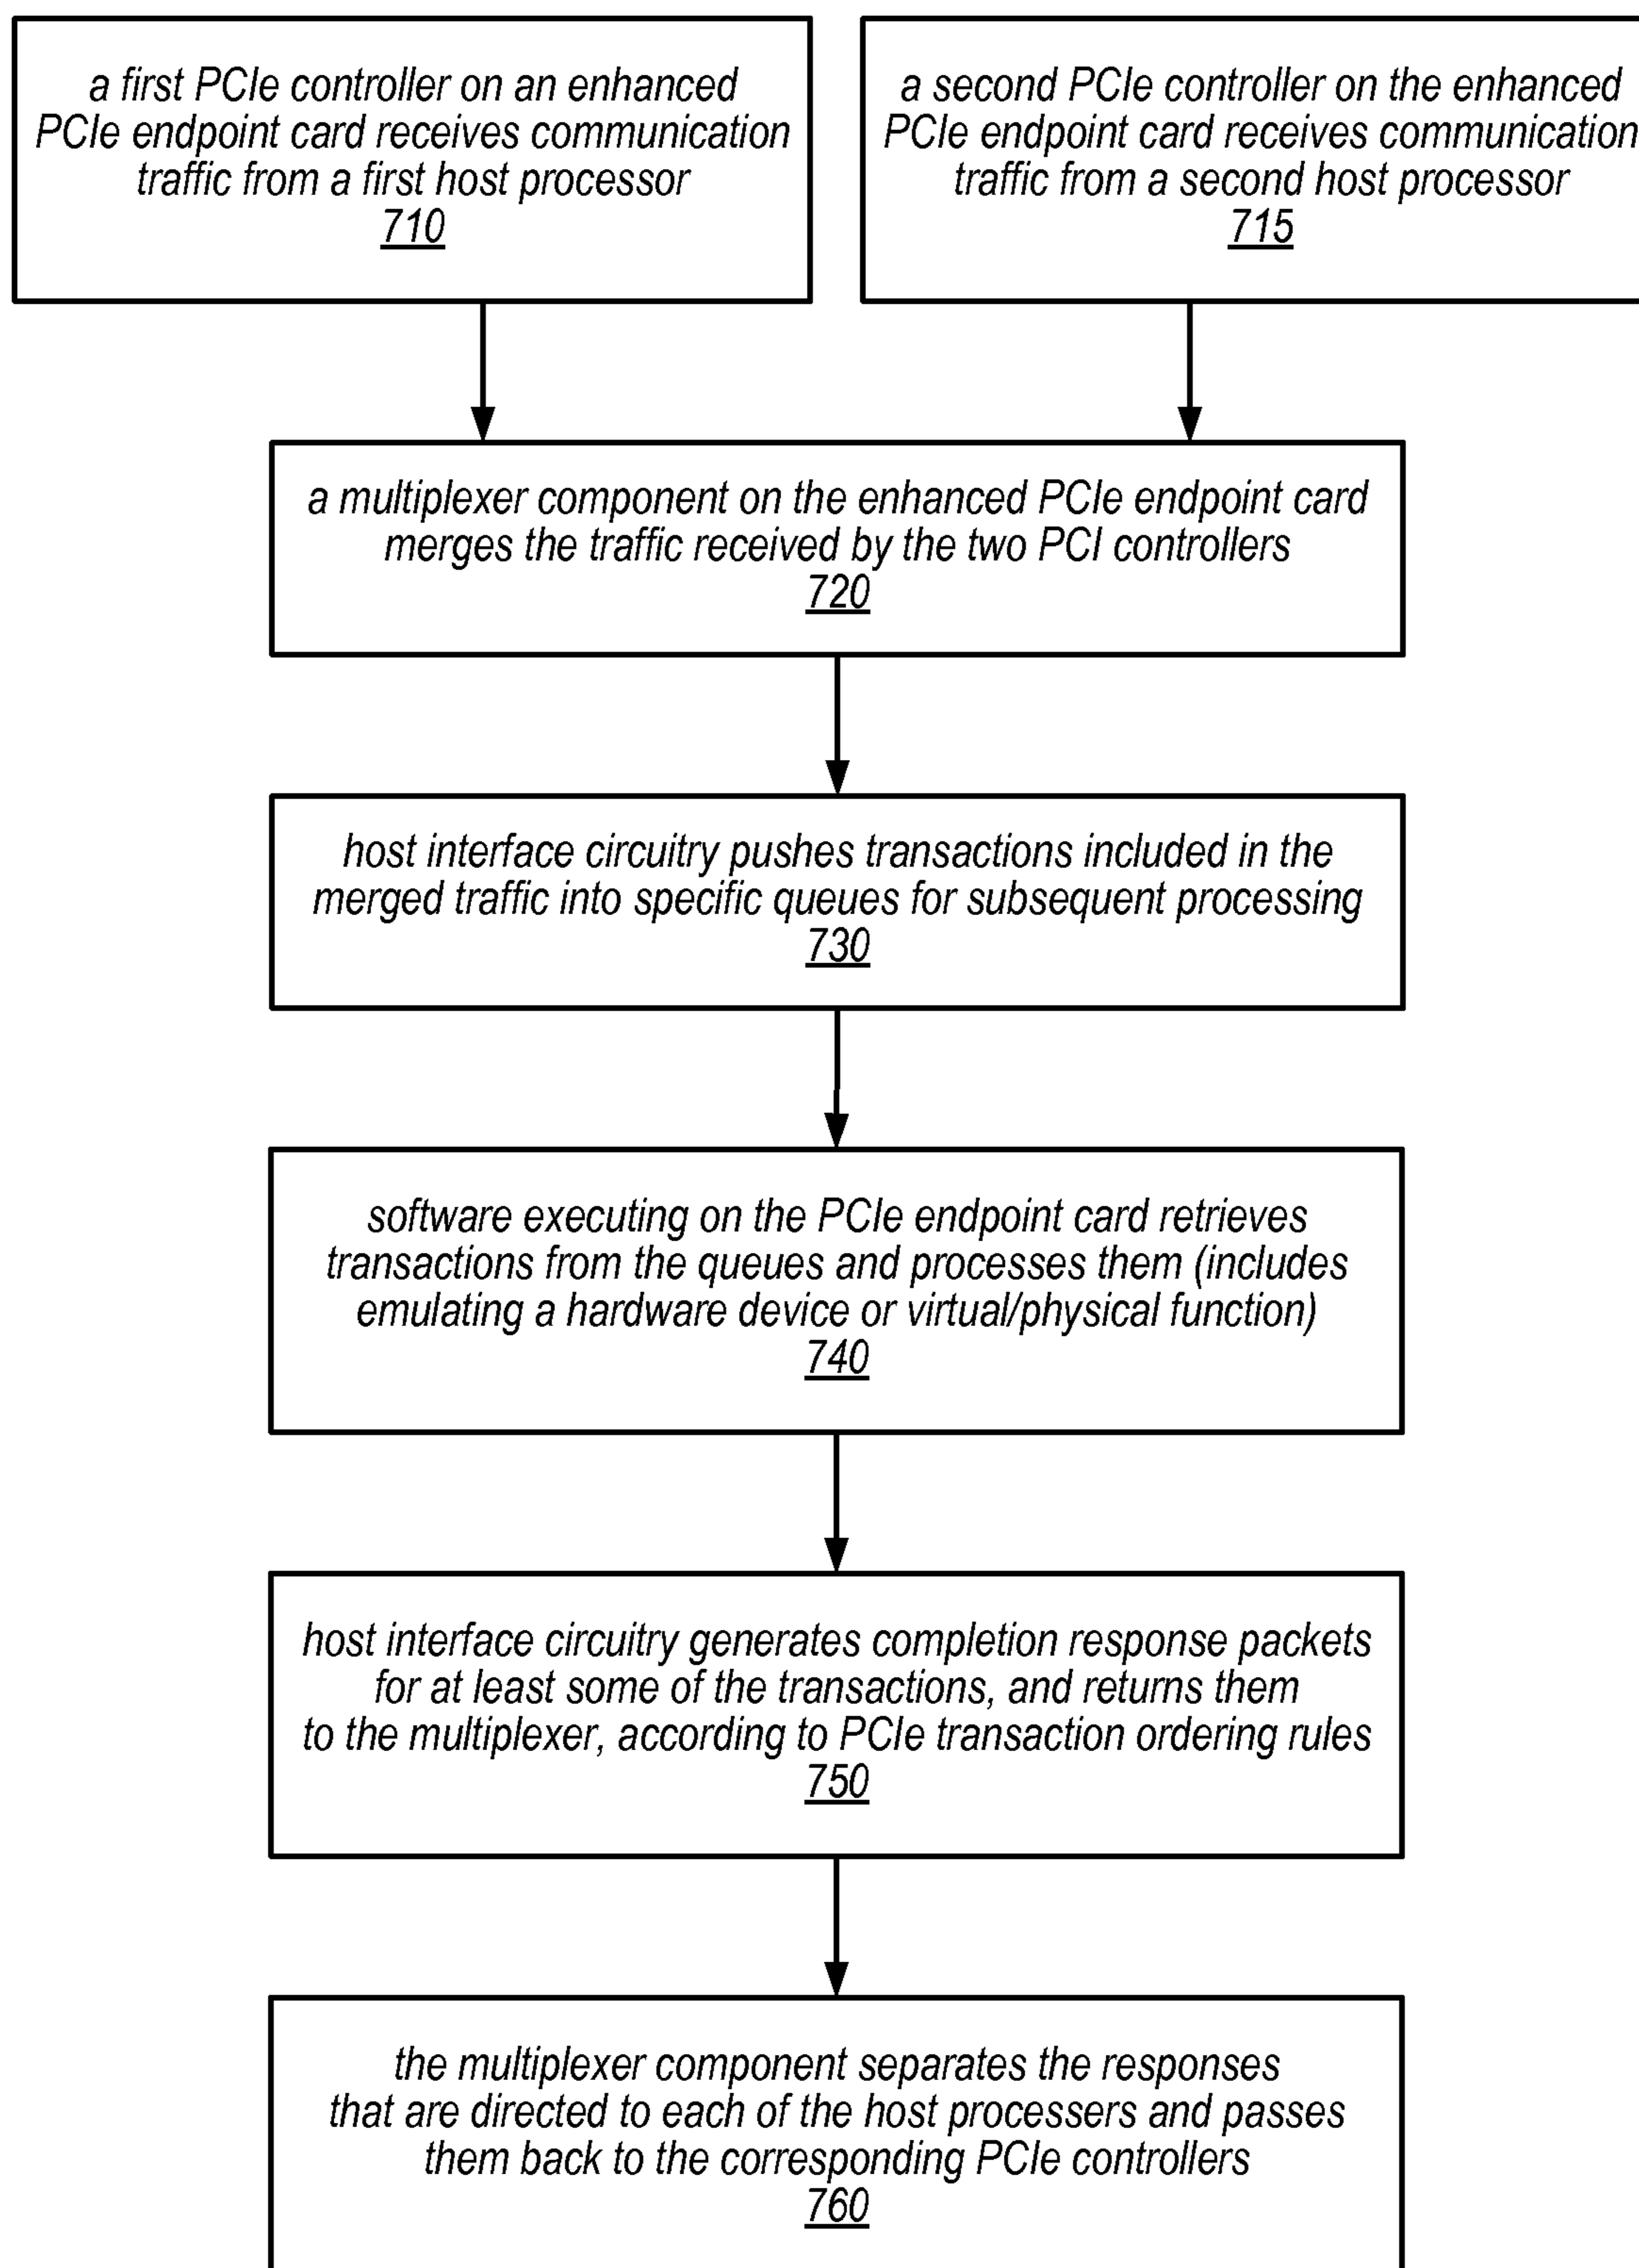 a first PCIe controller on an enhanced
PCIe endpoint card receives communication
traffic from a first host processor
710
a second PCIe controller on the enhanced
PCIe endpoint card receives communication
traffic from a second host processor
715
a multiplexer component on the enhanced PCIe endpoint card
merges the traffic received by the two PCI controllers
720
host interface circuitry pushes transactions included in the
merged traffic into specific queues for subsequent processing
730
software executing on the PCIe endpoint card retrieves
transactions from the queues and processes them (includes
emulating a hardware device or virtual/physical function)
740
host interface circuitry generates completion response packets
for at least some of the transactions, and returns them
to the multiplexer, according to PCIe transaction ordering rules
750
the multiplexer component separates the responses
that are directed to each of the host processers and passes
them back to the corresponding PCIe controllers
760